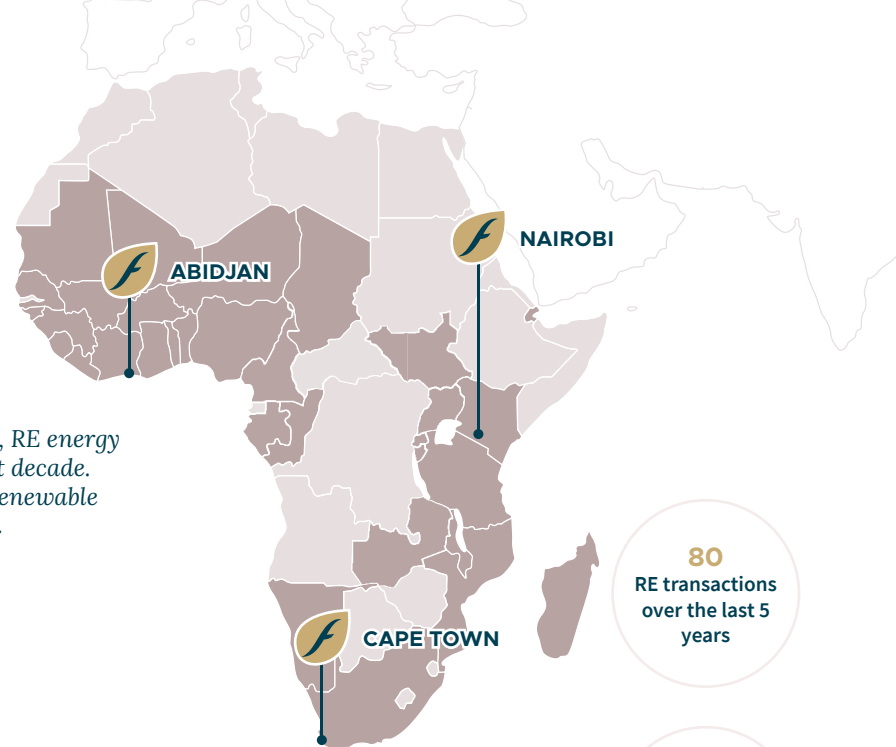 NAIROBI
ABIDJAN
, RE energy
t decade.
enewable
.
80
RE transactions
over the last 5
years
CAPE TOWN